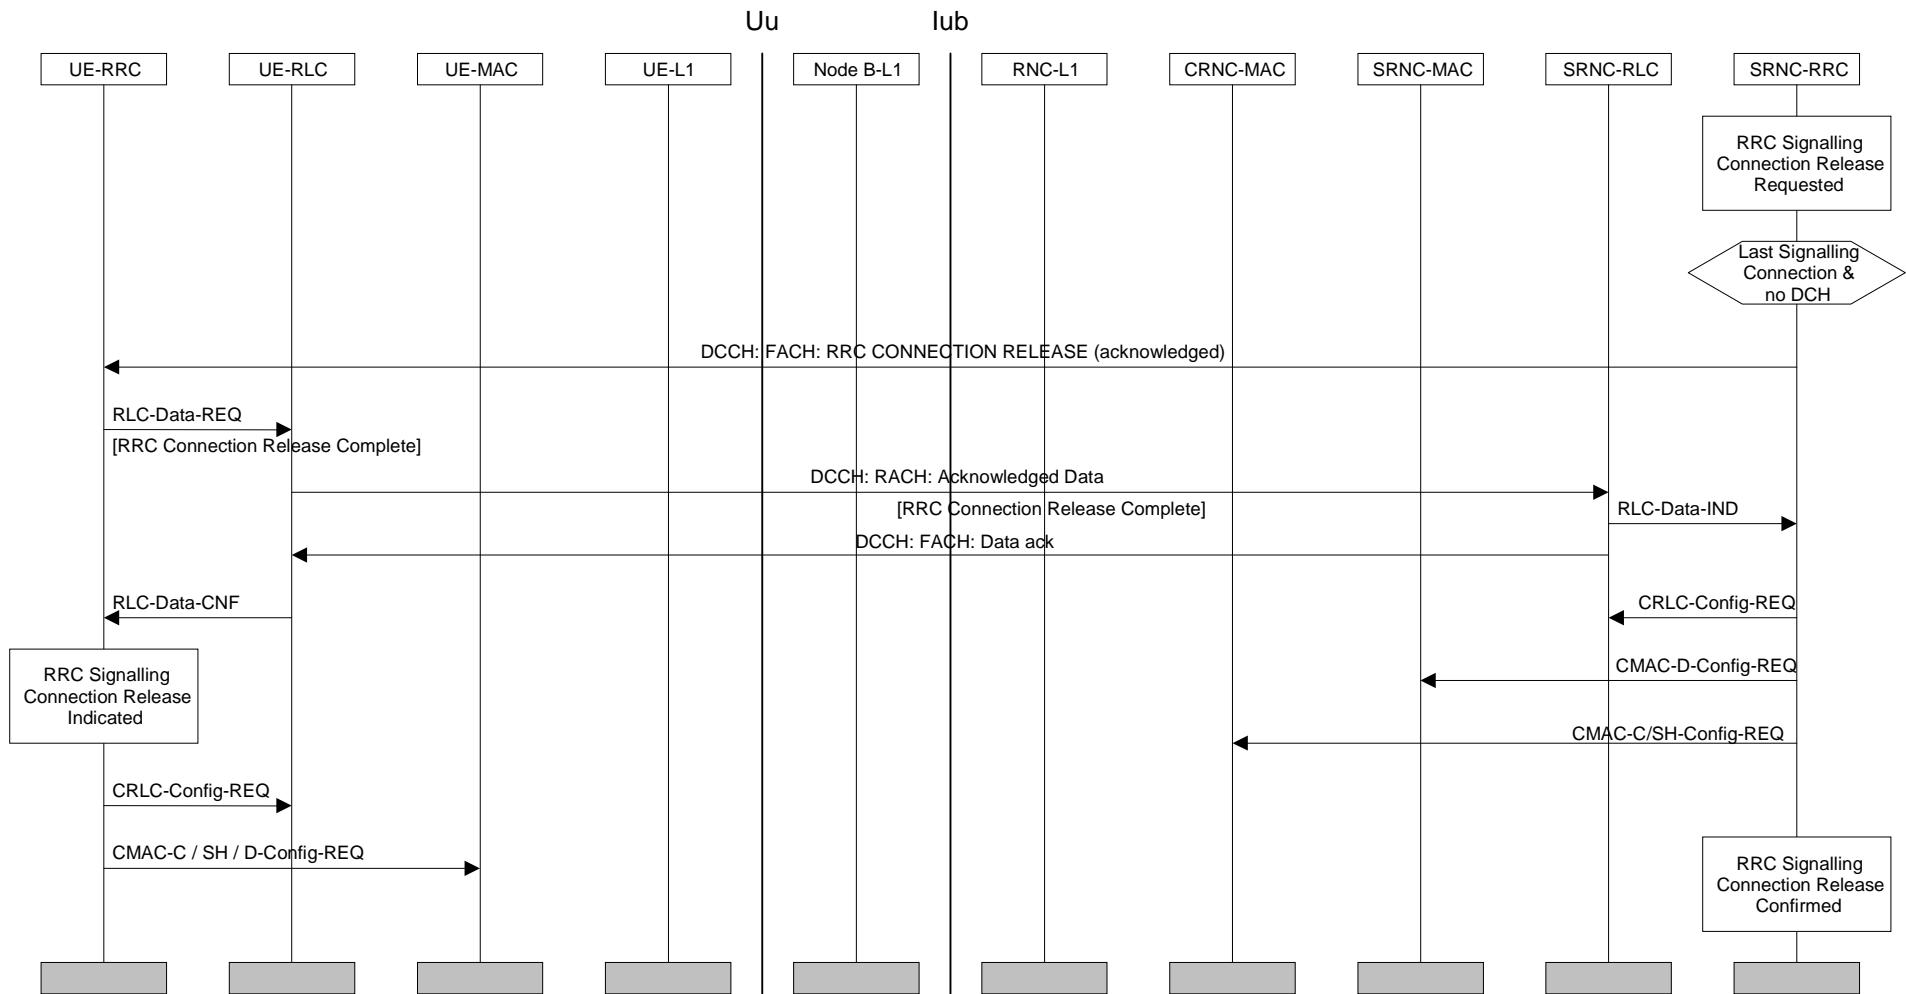 Uu
Iub
UE-RRC
UE-RLC
UE-MAC
UE-L1
Node B-L1
RNC-L1
CRNC-MAC
SRNC-MAC
SRNC-RLC
SRNC-RRC
RRC Signalling
Connection Release
Requested
Last Signalling
Connection &
no DCH
DCCH: FACH: RRC CONNECTION RELEASE (acknowledged)
RLC-Data-REQ
[RRC Connection Release Complete]
DCCH: RACH: Acknowledged Data
[RRC Connection Release Complete]
RLC-Data-IND
DCCH: FACH: Data ack
RLC-Data-CNF
CRLC-Config-REQ
RRC Signalling
Connection Release
Indicated
CMAC-D-Config-REQ
CMAC-C/SH-Config-REQ
CRLC-Config-REQ
CMAC-C / SH / D-Config-REQ
RRC Signalling
Connection Release
Confirmed